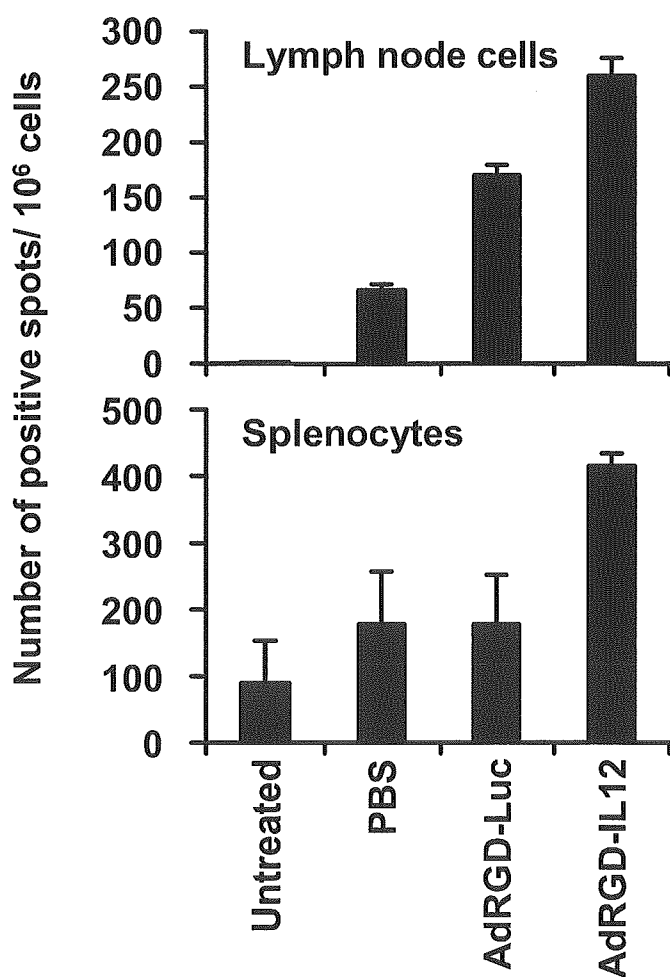 Number of positive spots/ 10⁶ cells
300
250
200
150
100
50
0
Lymph node cells
500
400
300
200
100
0
Splenocytes
Untreated
PBS
AdRGD-Luc
AdRGD-IL12